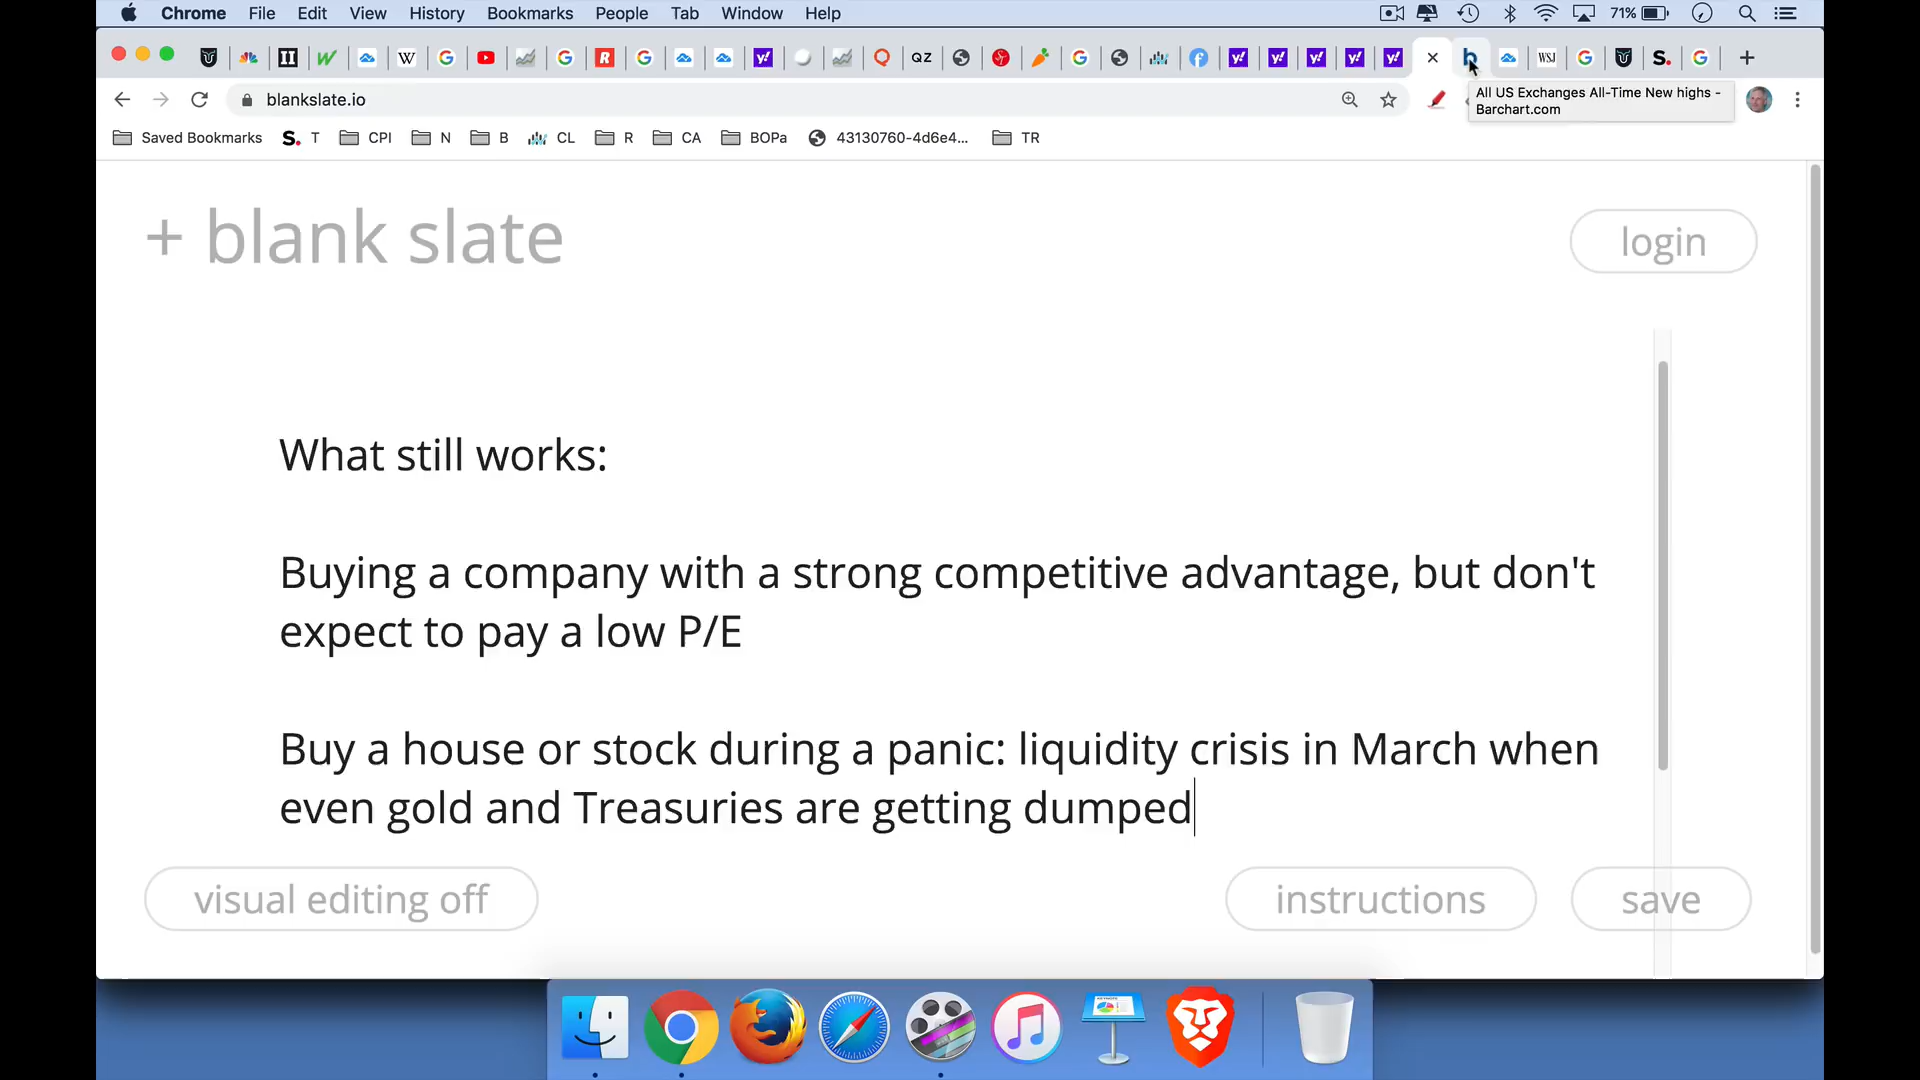 Chrome File Edit View History Bookmarks People Tab Window Help 71%
QZ WSJ
blankslate.io
All US Exchanges All-Time New highs -
Barchart.com
Saved Bookmarks S. T CPI N B CL R CA BOPa 43130760-4d6e4... TR
+ blank slate
login
What still works:
Buying a company with a strong competitive advantage, but don't
expect to pay a low P/E
Buy a house or stock during a panic: liquidity crisis in March when
even gold and Treasuries are getting dumped
visual editing off
instructions
save